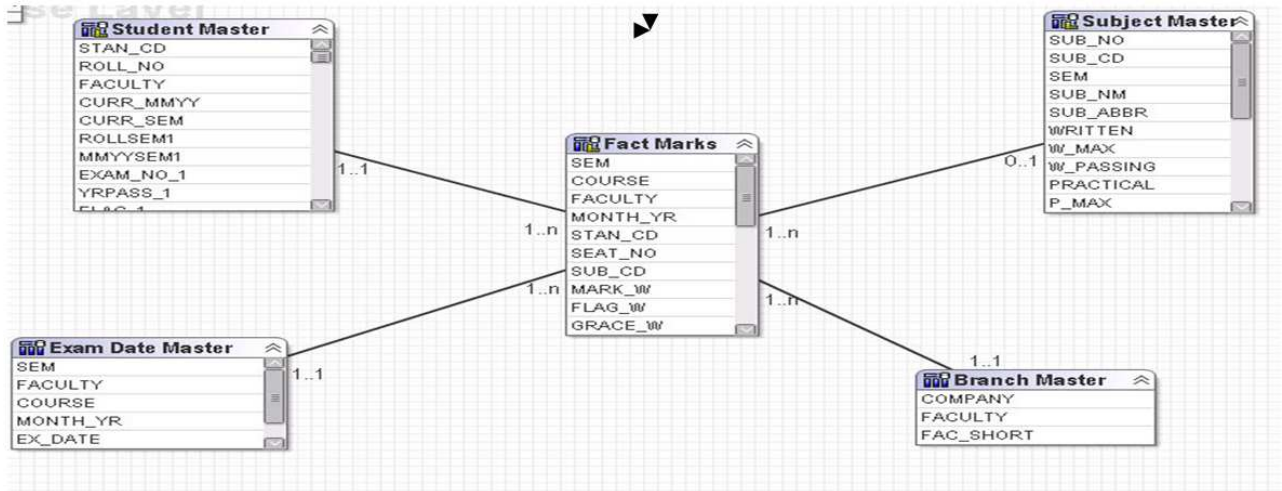 se Layer
Student Master
STAN_CD
ROLL_NO
FACULTY
CURR_MMYY
CURR_SEM
ROLLSEM1
MMYYSEM1
EXAM_NO_1
YRPASS_1
1..1
1..n
Fact Marks
SEM
COURSE
FACULTY
MONTH_YR
STAN_CD
SEAT_NO
SUB_CD
MARK_W
FLAG_W
GRACE_W
1..n
0..1
Subject Master
SUB_NO
SUB_CD
SEM
SUB_NM
SUB_ABBR
WRITTEN
W_MAX
W_PASSING
PRACTICAL
P_MAX
1..n
1..1
Exam Date Master
SEM
FACULTY
COURSE
MONTH_YR
EX_DATE
1..n
1..1
Branch Master
COMPANY
FACULTY
FAC_SHORT